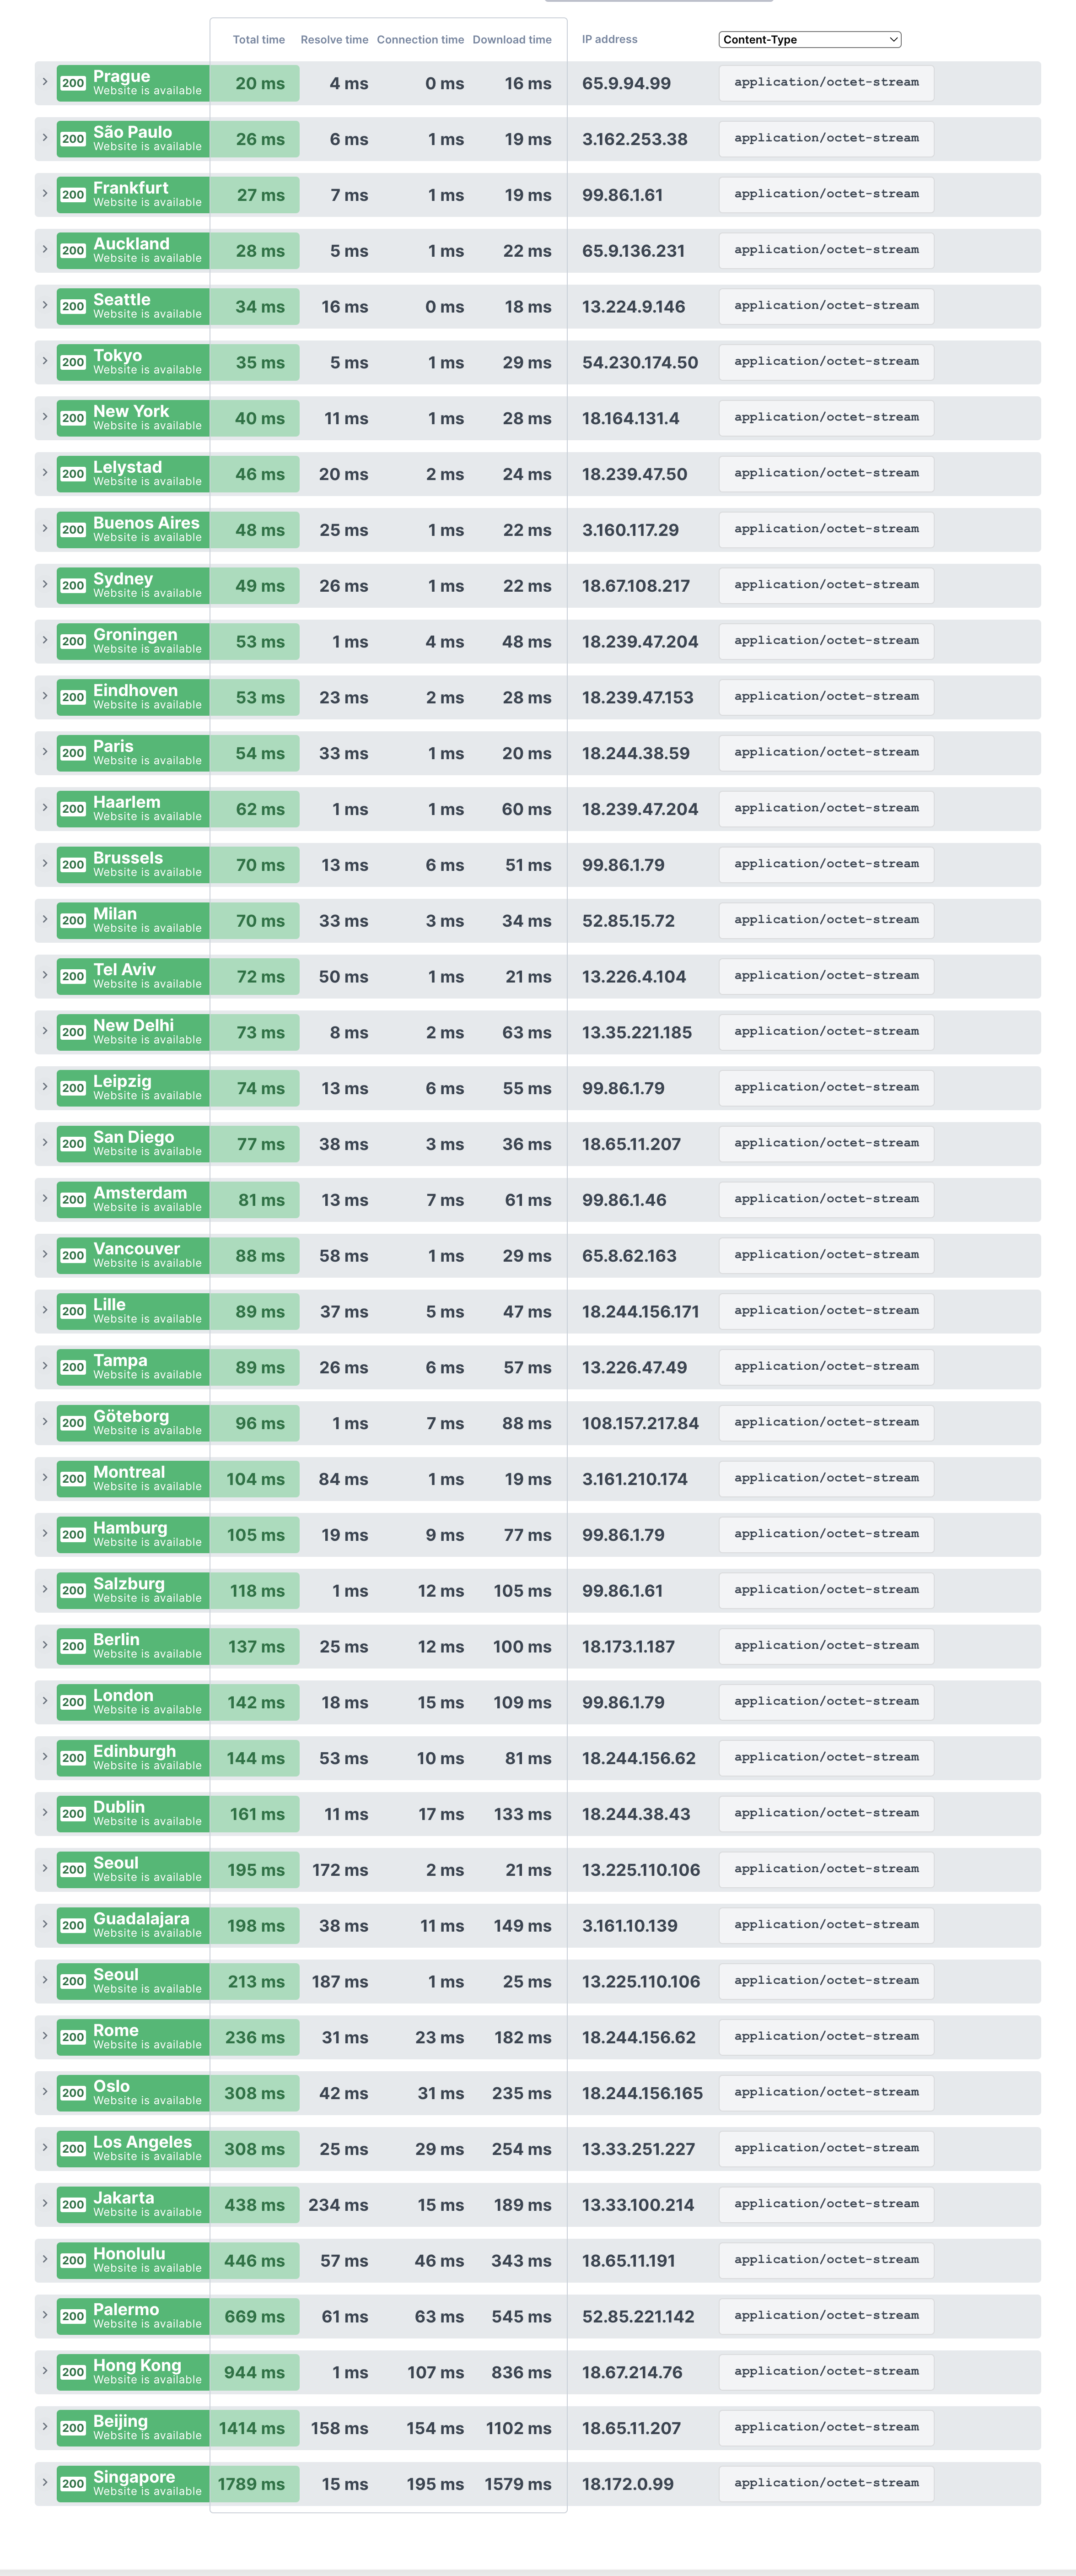 Total time Resolve time Connection time Download time IP address Content-Type
200 Prague 20 ms 4 ms 0 ms 16 ms 65.9.94.99 application/octet-stream
Website is available
200 São Paulo 26 ms 6 ms 1 ms 19 ms 3.162.253.38 application/octet-stream
Website is available
200 Frankfurt 27 ms 7 ms 1 ms 19 ms 99.86.1.61 application/octet-stream
Website is available
200 Auckland 28 ms 5 ms 1 ms 22 ms 65.9.136.231 application/octet-stream
Website is available
200 Seattle 34 ms 16 ms 0 ms 18 ms 13.224.9.146 application/octet-stream
Website is available
200 Tokyo 35 ms 5 ms 1 ms 29 ms 54.230.174.50 application/octet-stream
Website is available
200 New York 40 ms 11 ms 1 ms 28 ms 18.164.131.4 application/octet-stream
Website is available
200 Lelystad 46 ms 20 ms 2 ms 24 ms 18.239.47.50 application/octet-stream
Website is available
200 Buenos Aires 48 ms 25 ms 1 ms 22 ms 3.160.117.29 application/octet-stream
Website is available
200 Sydney 49 ms 26 ms 1 ms 22 ms 18.67.108.217 application/octet-stream
Website is available
200 Groningen 53 ms 1 ms 4 ms 48 ms 18.239.47.204 application/octet-stream
Website is available
200 Eindhoven 53 ms 23 ms 2 ms 28 ms 18.239.47.153 application/octet-stream
Website is available
200 Paris 54 ms 33 ms 1 ms 20 ms 18.244.38.59 application/octet-stream
Website is available
200 Haarlem 62 ms 1 ms 1 ms 60 ms 18.239.47.204 application/octet-stream
Website is available
200 Brussels 70 ms 13 ms 6 ms 51 ms 99.86.1.79 application/octet-stream
Website is available
200 Milan 70 ms 33 ms 3 ms 34 ms 52.85.15.72 application/octet-stream
Website is available
200 Tel Aviv 72 ms 50 ms 1 ms 21 ms 13.226.4.104 application/octet-stream
Website is available
200 New Delhi 73 ms 8 ms 2 ms 63 ms 13.35.221.185 application/octet-stream
Website is available
200 Leipzig 74 ms 13 ms 6 ms 55 ms 99.86.1.79 application/octet-stream
Website is available
200 San Diego 77 ms 38 ms 3 ms 36 ms 18.65.11.207 application/octet-stream
Website is available
200 Amsterdam 81 ms 13 ms 7 ms 61 ms 99.86.1.46 application/octet-stream
Website is available
200 Vancouver 88 ms 58 ms 1 ms 29 ms 65.8.62.163 application/octet-stream
Website is available
200 Lille 89 ms 37 ms 5 ms 47 ms 18.244.156.171 application/octet-stream
Website is available
200 Tampa 89 ms 26 ms 6 ms 57 ms 13.226.47.49 application/octet-stream
Website is available
200 Göteborg 96 ms 1 ms 7 ms 88 ms 108.157.217.84 application/octet-stream
Website is available
200 Montreal 104 ms 84 ms 1 ms 19 ms 3.161.210.174 application/octet-stream
Website is available
200 Hamburg 105 ms 19 ms 9 ms 77 ms 99.86.1.79 application/octet-stream
Website is available
200 Salzburg 118 ms 1 ms 12 ms 105 ms 99.86.1.61 application/octet-stream
Website is available
200 Berlin 137 ms 25 ms 12 ms 100 ms 18.173.1.187 application/octet-stream
Website is available
200 London 142 ms 18 ms 15 ms 109 ms 99.86.1.79 application/octet-stream
Website is available
200 Edinburgh 144 ms 53 ms 10 ms 81 ms 18.244.156.62 application/octet-stream
Website is available
200 Dublin 161 ms 11 ms 17 ms 133 ms 18.244.38.43 application/octet-stream
Website is available
200 Seoul 195 ms 172 ms 2 ms 21 ms 13.225.110.106 application/octet-stream
Website is available
200 Guadalajara 198 ms 38 ms 11 ms 149 ms 3.161.10.139 application/octet-stream
Website is available
200 Seoul 213 ms 187 ms 1 ms 25 ms 13.225.110.106 application/octet-stream
Website is available
200 Rome 236 ms 31 ms 23 ms 182 ms 18.244.156.62 application/octet-stream
Website is available
200 Oslo 308 ms 42 ms 31 ms 235 ms 18.244.156.165 application/octet-stream
Website is available
200 Los Angeles 308 ms 25 ms 29 ms 254 ms 13.33.251.227 application/octet-stream
Website is available
200 Jakarta 438 ms 234 ms 15 ms 189 ms 13.33.100.214 application/octet-stream
Website is available
200 Honolulu 446 ms 57 ms 46 ms 343 ms 18.65.11.191 application/octet-stream
Website is available
200 Palermo 669 ms 61 ms 63 ms 545 ms 52.85.221.142 application/octet-stream
Website is available
200 Hong Kong 944 ms 1 ms 107 ms 836 ms 18.67.214.76 application/octet-stream
Website is available
200 Beijing 1414 ms 158 ms 154 ms 1102 ms 18.65.11.207 application/octet-stream
Website is available
200 Singapore 1789 ms 15 ms 195 ms 1579 ms 18.172.0.99 application/octet-stream
Website is available